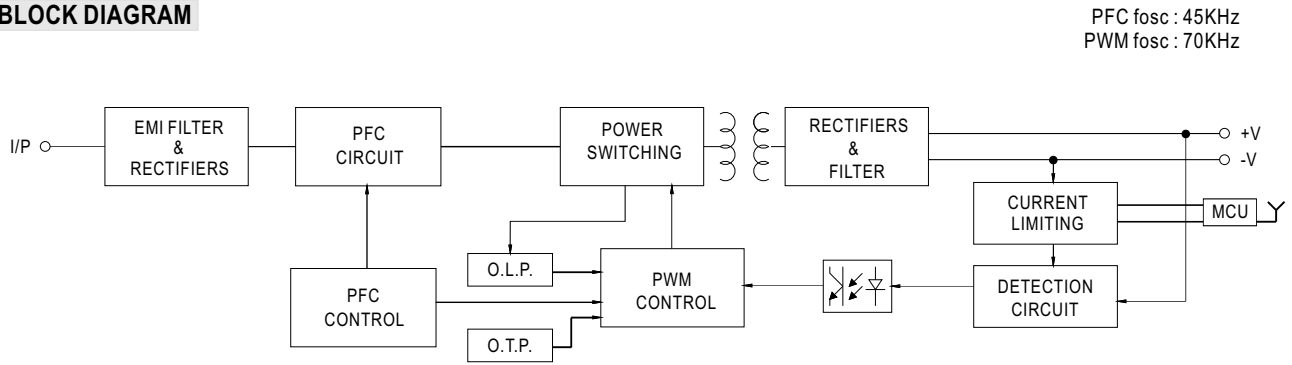 BLOCK DIAGRAM
PFC fosc : 45KHz
PWM fosc : 70KHz
I/P
EMI FILTER
&
RECTIFIERS
PFC
CIRCUIT
POWER
SWITCHING
RECTIFIERS
&
FILTER
+V
-V
CURRENT
LIMITING
MCU
O.L.P.
PFC
CONTROL
PWM
CONTROL
DETECTION
CIRCUIT
O.T.P.